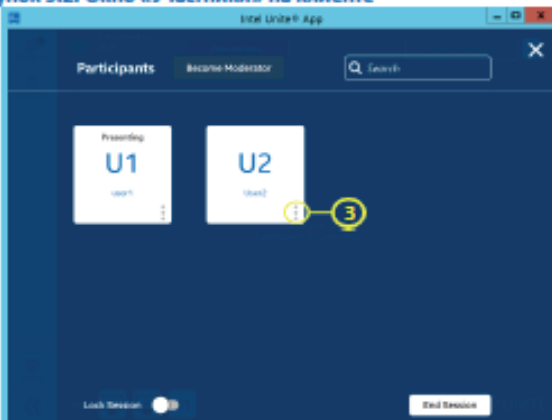 Intel Unite® App
Participants
Become Moderator
Search
Presenting
U1
user1
U2
User2
3
Lock Session
End Session